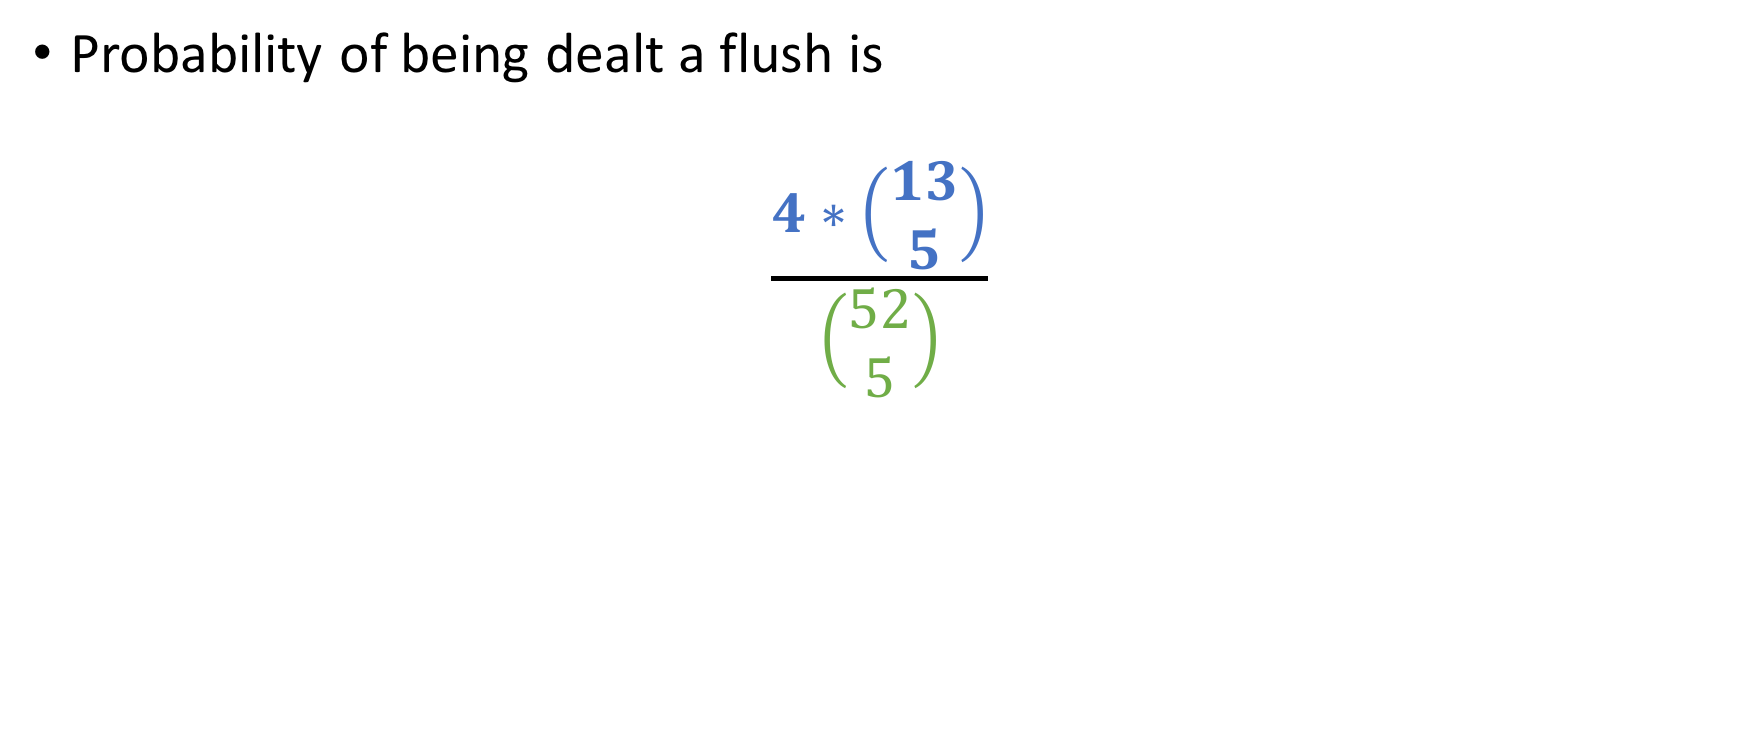 • Probability of being dealt a flush is
4 ∗ (13
5)
(52
5)